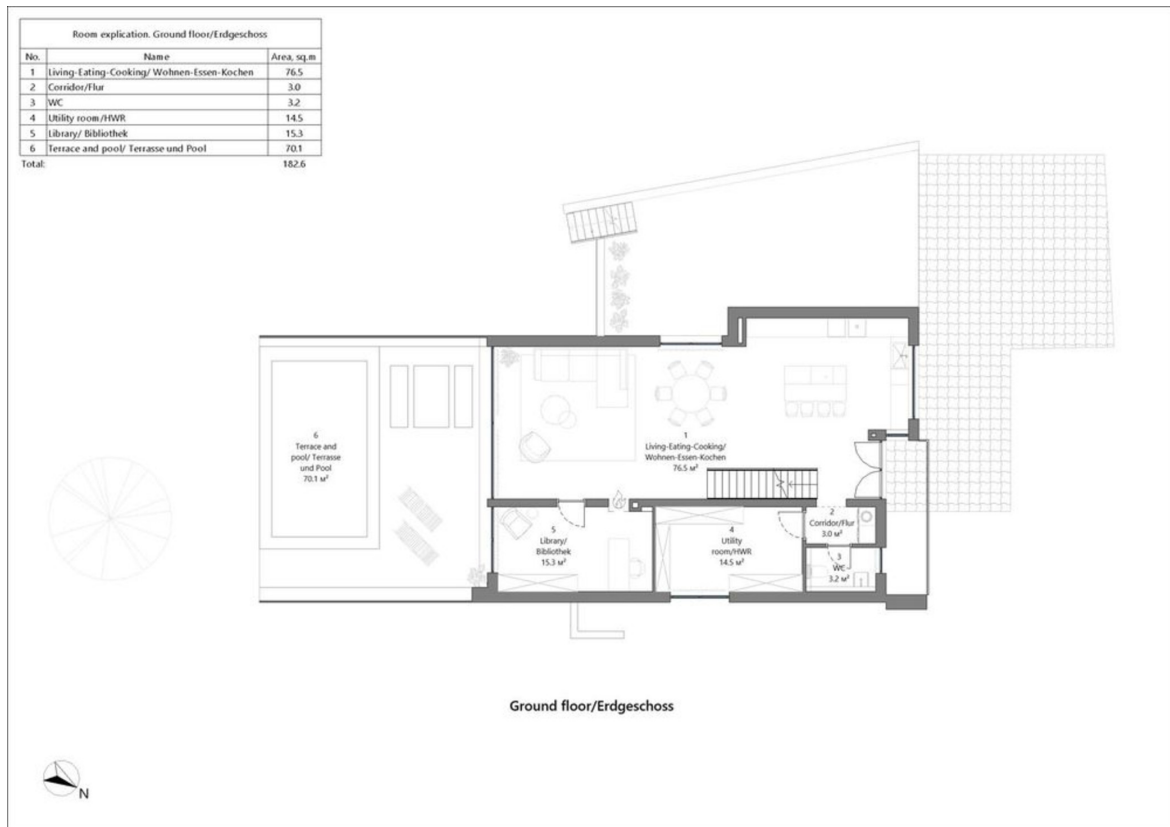 Room explication. Ground floor/Erdgeschoss
No. Name Area, sq.m
1 Living-Eating-Cooking/ Wohnen-Essen-Kochen 76.5
2 Corridor/Flur 3.0
3 WC 3.2
4 Utility room/HWR 14.5
5 Library/ Bibliothek 15.3
6 Terrace and pool/ Terrasse und Pool 70.1
Total: 182.6
6
Terrace and
pool/ Terrasse
und Pool
70.1 м²
1
Living-Eating-Cooking/
Wohnen-Essen-Kochen
76.5 м²
5
Library/
Bibliothek
15.3 м²
4
Utility
room/HWR
14.5 м²
2
Corridor/Flur
3.0 м²
3
WC
3.2 м²
Ground floor/Erdgeschoss
N